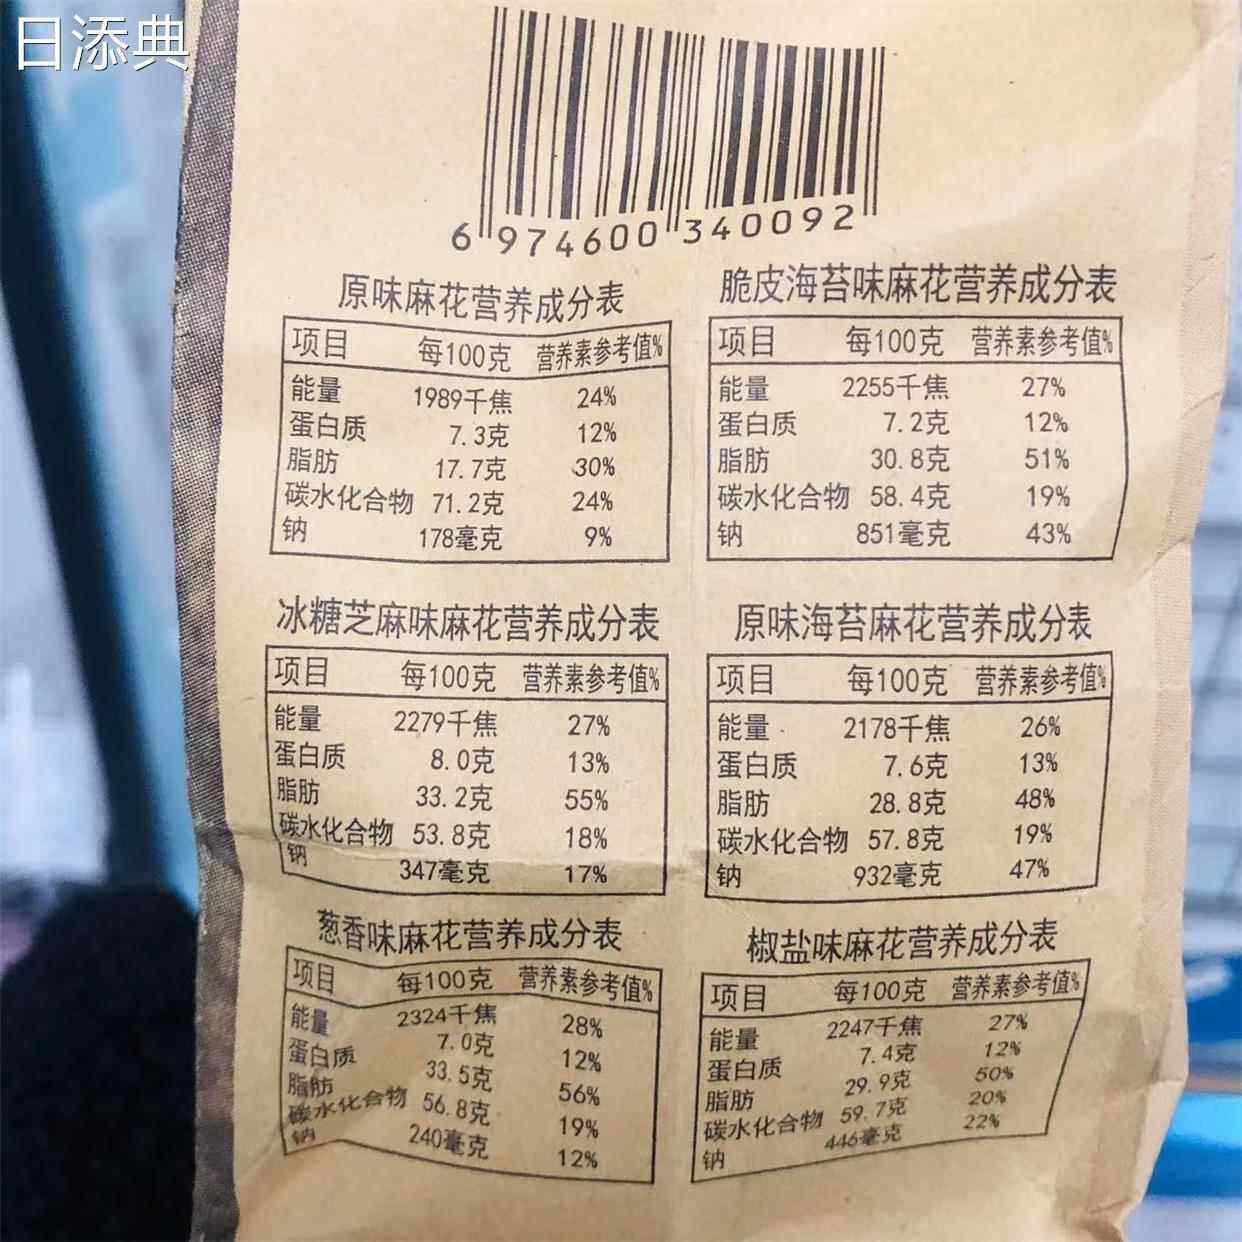 日添典
6 974600 340092
原味麻花营养成分表
项目 每100克 营养素参考值%
能量 1989千焦 24%
蛋白质 7.3克 12%
脂肪 17.7克 30%
碳水化合物 71.2克 24%
钠 178毫克 9%
脆皮海苔味麻花营养成分表
项目 每100克 营养素参考值%
能量 2255千焦 27%
蛋白质 7.2克 12%
脂肪 30.8克 51%
碳水化合物 58.4克 19%
钠 851毫克 43%
冰糖芝麻味麻花营养成分表
项目 每100克 营养素参考值%
能量 2279千焦 27%
蛋白质 8.0克 13%
脂肪 33.2克 55%
碳水化合物 53.8克 18%
钠 347毫克 17%
原味海苔麻花营养成分表
项目 每100克 营养素参考值%
能量 2178千焦 26%
蛋白质 7.6克 13%
脂肪 28.8克 48%
碳水化合物 57.8克 19%
钠 932毫克 47%
葱香味麻花营养成分表
项目 每100克 营养素参考值%
能量 2324千焦 28%
蛋白质 7.0克 12%
脂肪 33.5克 56%
碳水化合物 56.8克 19%
钠 240毫克 12%
椒盐味麻花营养成分表
项目 每100克 营养素参考值%
能量 2247千焦 27%
蛋白质 7.4克 12%
脂肪 29.9克 50%
碳水化合物 59.7克 20%
钠 446毫克 22%